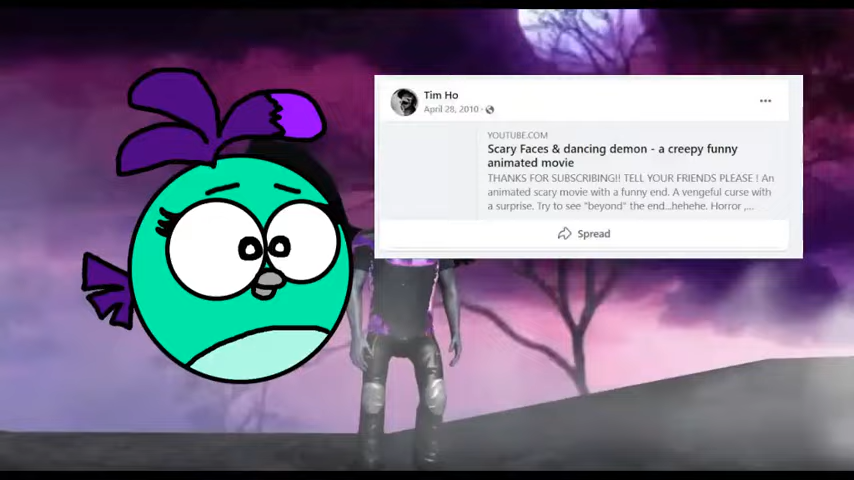 Tim Ho
April 28, 2010 ·
YOUTUBE.COM
Scary Faces & dancing demon - a creepy funny
animated movie
THANKS FOR SUBSCRIBING!! TELL YOUR FRIENDS PLEASE ! An
animated scary movie with a funny end. A vengeful curse with
a surprise. Try to see "beyond" the end...hehehe. Horror ,...
Spread